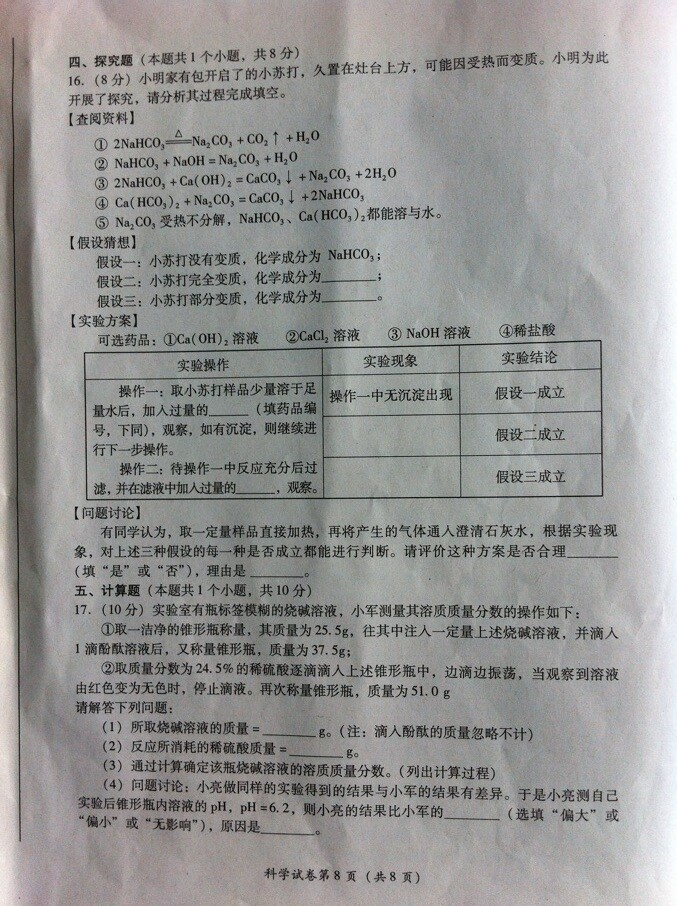 四、探究题（本题共1个小题，共8分）
16.（8分）小明家有包开启了的小苏打，久置在灶台上方，可能因受热而变质。小明为此
开展了探究，请分析其过程完成填空。
【查阅资料】
① 2NaHCO₃ ≜ Na₂CO₃ + CO₂↑ + H₂O
② NaHCO₃ + NaOH = Na₂CO₃ + H₂O
③ 2NaHCO₃ + Ca(OH)₂ = CaCO₃↓ + Na₂CO₃ + 2H₂O
④ Ca(HCO₃)₂ + Na₂CO₃ = CaCO₃↓ + 2NaHCO₃
⑤ Na₂CO₃ 受热不分解，NaHCO₃、Ca(HCO₃)₂都能溶与水。
【假设猜想】
假设一：小苏打没有变质，化学成分为 NaHCO₃；
假设二：小苏打完全变质，化学成分为________；
假设三：小苏打部分变质，化学成分为________。
【实验方案】
可选药品：①Ca(OH)₂ 溶液 ②CaCl₂ 溶液 ③ NaOH 溶液 ④稀盐酸
实验操作 实验现象 实验结论
操作一：取小苏打样品少量溶于足
量水后，加入过量的______（填药品编
号，下同），观察，如有沉淀，则继续进
行下一步操作。
操作二：待操作一中反应充分后过
滤，并在滤液中加入过量的______，观察。
操作一中无沉淀出现 假设一成立
假设二成立
假设三成立
【问题讨论】
有同学认为，取一定量样品直接加热，再将产生的气体通入澄清石灰水，根据实验现
象，对上述三种假设的每一种是否成立都能进行判断。请评价这种方案是否合理________
（填“是”或“否”），理由是 ________。
五、计算题（本题共1个小题，共10分）
17.（10分）实验室有瓶标签模糊的烧碱溶液，小军测量其溶质质量分数的操作如下：
①取一洁净的锥形瓶称量，其质量为25.5g，往其中注入一定量上述烧碱溶液，并滴入
1滴酚酞溶液后，又称量锥形瓶，质量为37.5g；
②取质量分数为24.5%的稀硫酸逐滴滴入上述锥形瓶中，边滴边振荡，当观察到溶液
由红色变为无色时，停止滴液。再次称量锥形瓶，质量为51.0 g
请解答下列问题：
（1）所取烧碱溶液的质量 = ________ g。（注：滴入酚酞的质量忽略不计）
（2）反应所消耗的稀硫酸质量 = ________ g。
（3）通过计算确定该瓶烧碱溶液的溶质质量分数。（列出计算过程）
（4）问题讨论：小亮做同样的实验得到的结果与小军的结果有差异。于是小亮测自己
实验后锥形瓶内溶液的pH，pH =6.2，则小亮的结果比小军的________（选填“偏大”或
“偏小”或“无影响”），原因是________。
科学试卷第8页（共8页）